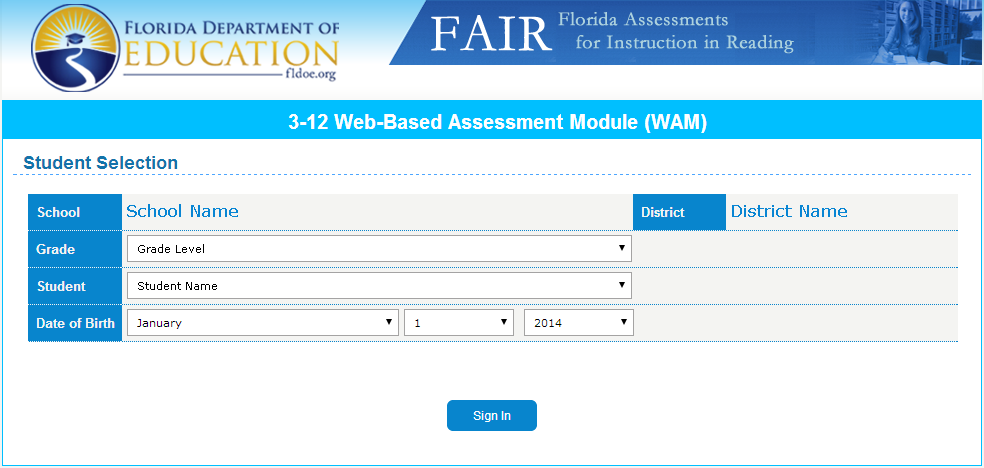 FLORIDA DEPARTMENT OF
EDUCATION
fldoe.org
FAIR Florida Assessments
for Instruction in Reading
3-12 Web-Based Assessment Module (WAM)
Student Selection
School School Name District District Name
Grade Grade Level
Student Student Name
Date of Birth January 1 2014
Sign In